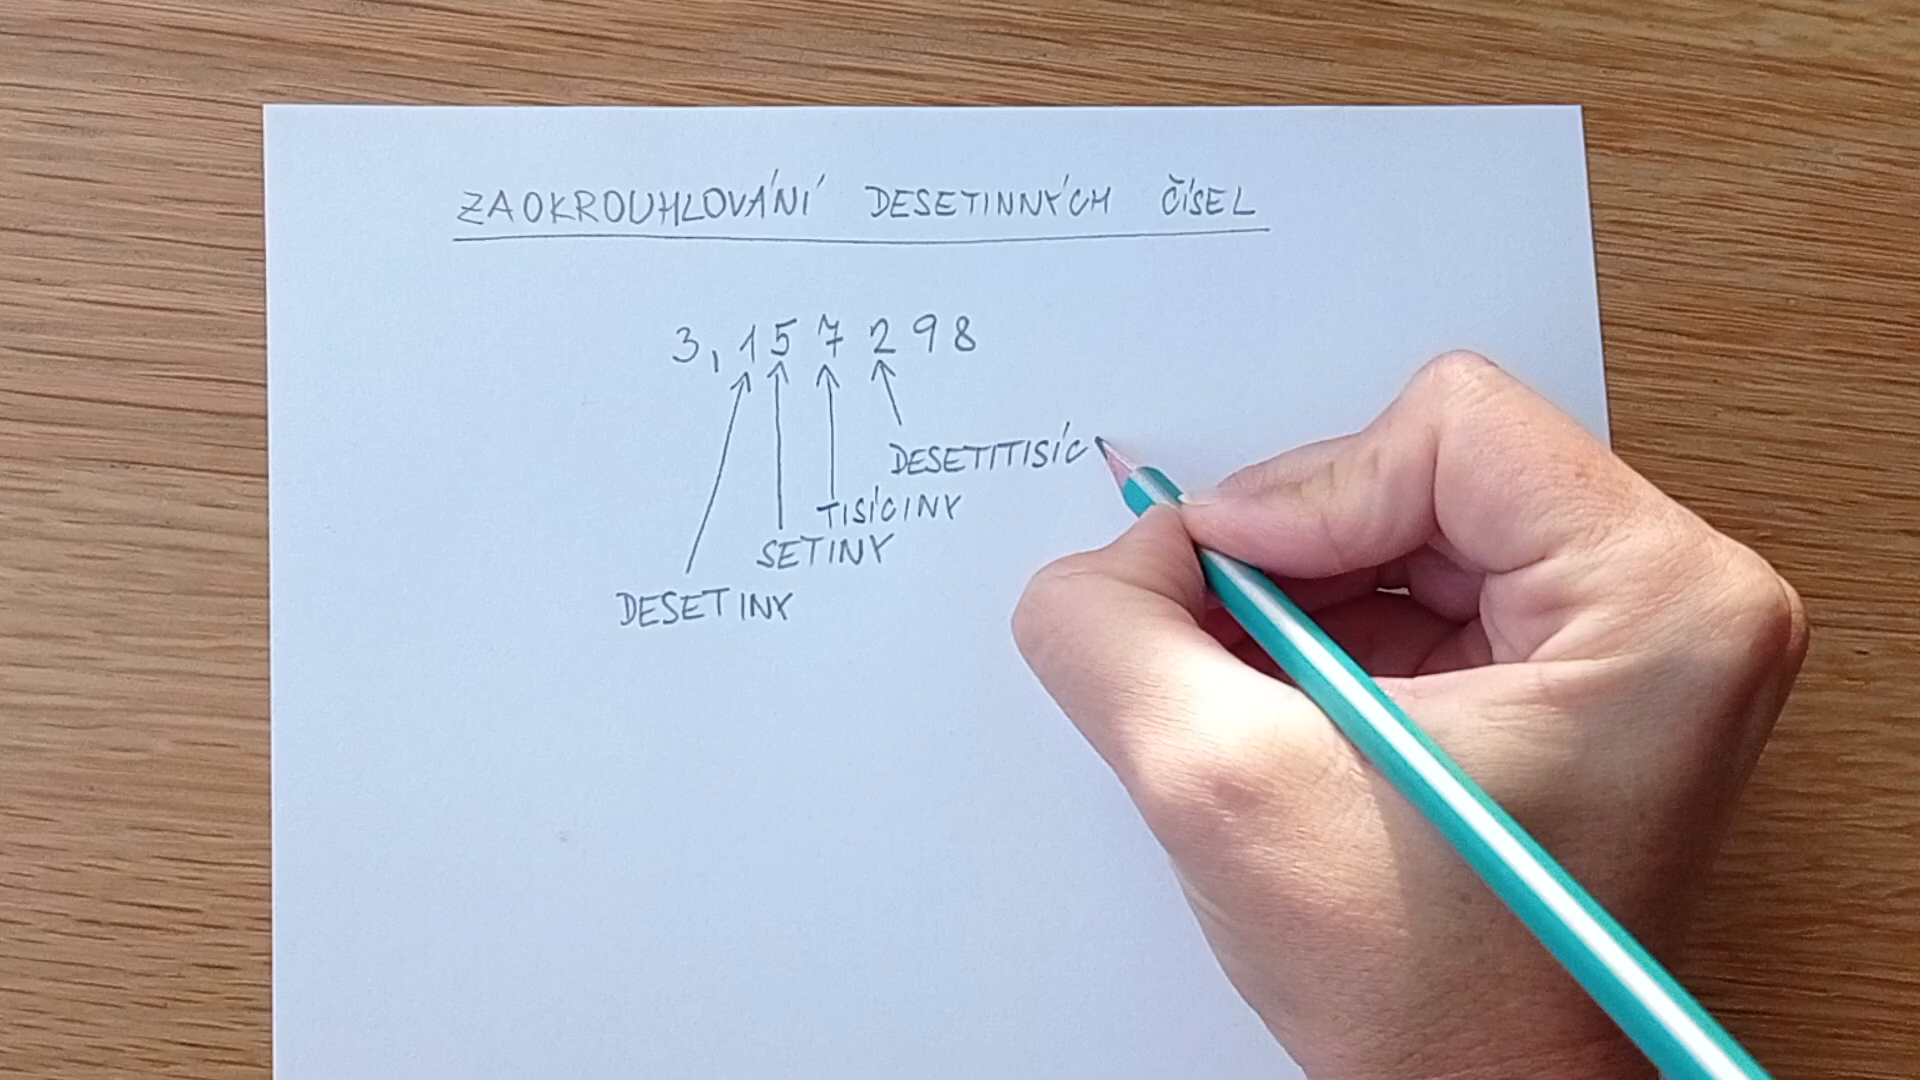 ZAOKROUHLOVÁNÍ DESETINNÝCH ČÍSEL
3,157298
DESETITISÍC
TISÍCINY
SETINY
DESETINY